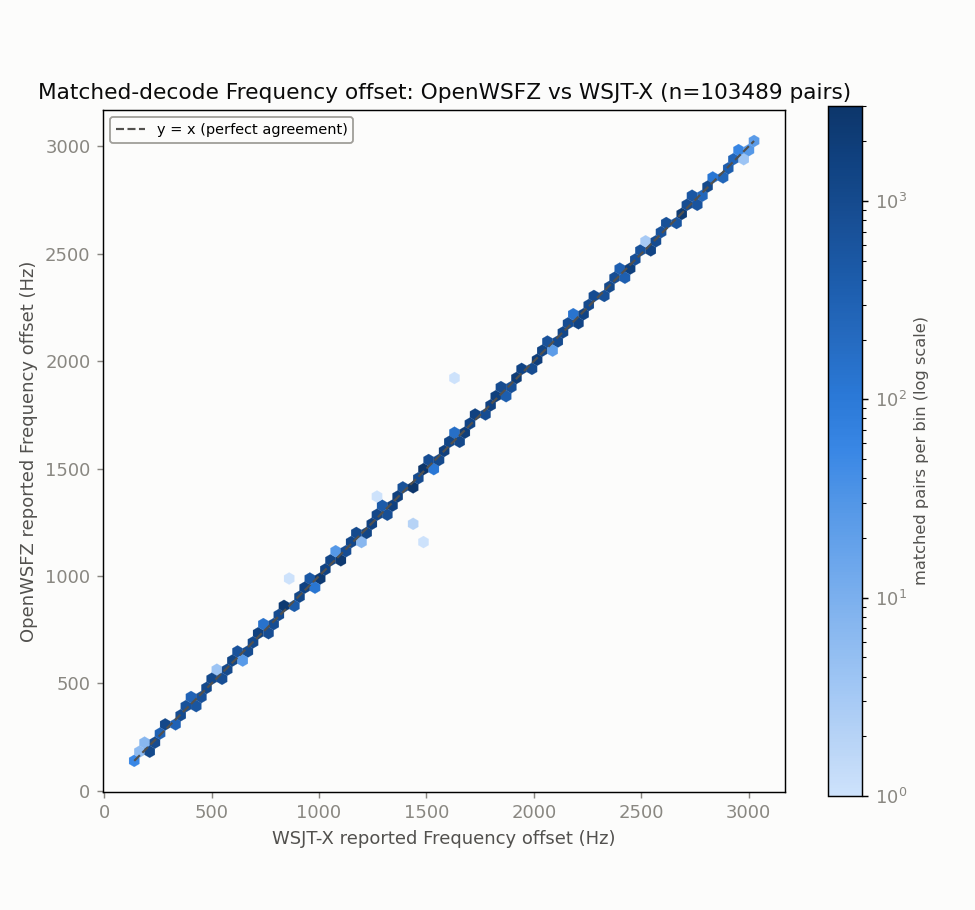 Matched-decode Frequency offset: OpenWSFZ vs WSJT-X (n=103489 pairs)
y = x (perfect agreement)
3000
2500
2000
1500
1000
500
0
OpenWSFZ reported Frequency offset (Hz)
0 500 1000 1500 2000 2500 3000
WSJT-X reported Frequency offset (Hz)
10³
10²
10¹
10⁰
matched pairs per bin (log scale)